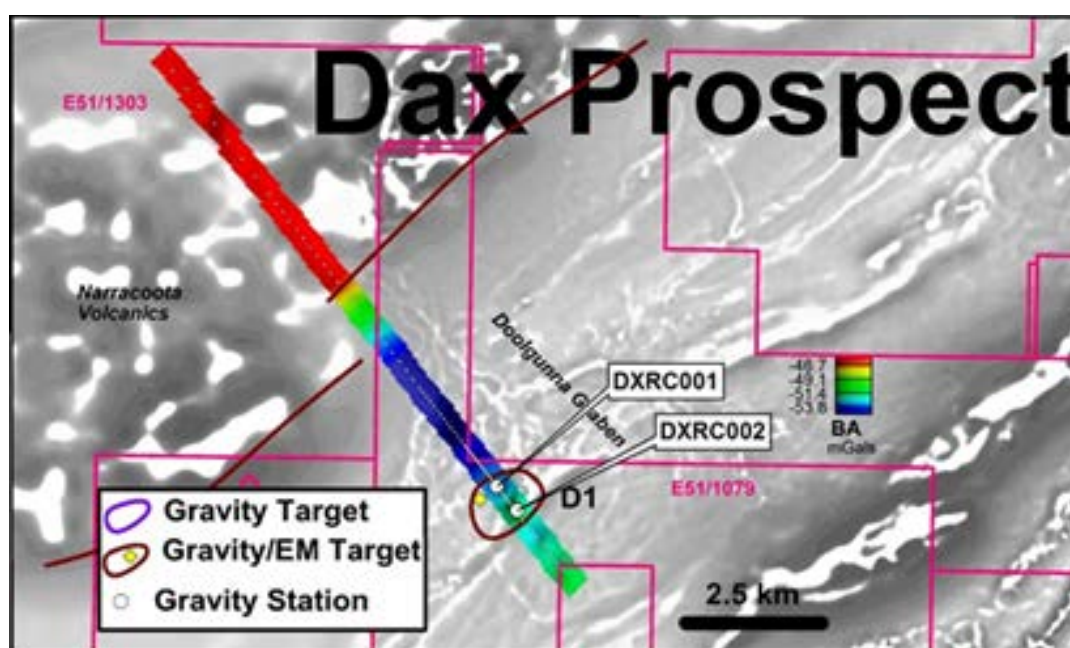 Dax Prospect
E51/1303
Narracoota
Volcanics
Doolgunna Graben
DXRC001
DXRC002
D1
E51/1079
BA
mGals
Gravity Target
Gravity/EM Target
Gravity Station
2.5 km